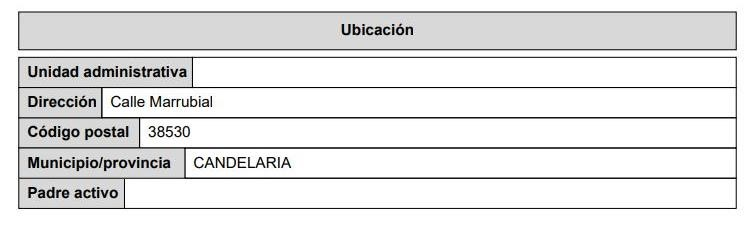 Ubicación
Unidad administrativa
Dirección Calle Marrubial
Código postal 38530
Municipio/provincia CANDELARIA
Padre activo